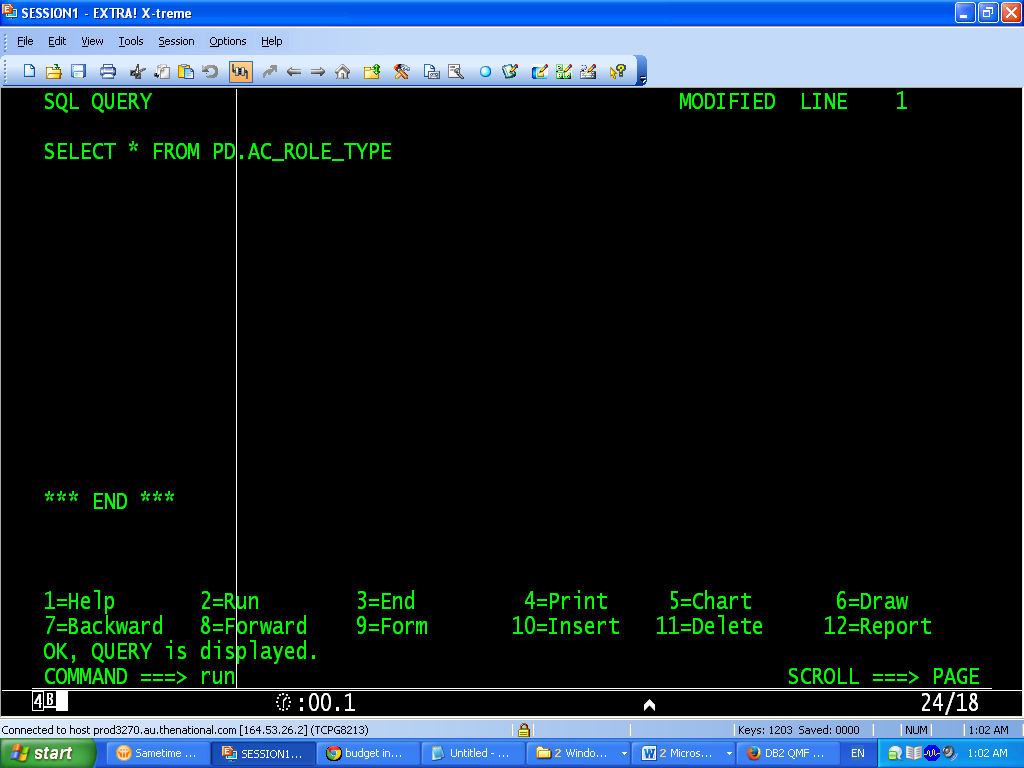 SESSION1 - EXTRA! X-treme
File Edit View Tools Session Options Help
SQL QUERY MODIFIED LINE 1
SELECT * FROM PD.AC_ROLE_TYPE
*** END ***
1=Help 2=Run 3=End 4=Print 5=Chart 6=Draw
7=Backward 8=Forward 9=Form 10=Insert 11=Delete 12=Report
OK, QUERY is displayed.
COMMAND ===> run SCROLL ===> PAGE
4B :00.1 24/18
Connected to host prod3270.au.thenational.com [164.53.26.2] (TCPG8213) Keys: 1203 Saved: 0000 NUM 1:02 AM
start Sametime ... SESSION1... budget in... Untitled - ... 2 Windo... 2 Micros... DB2 QMF ... EN 1:02 AM